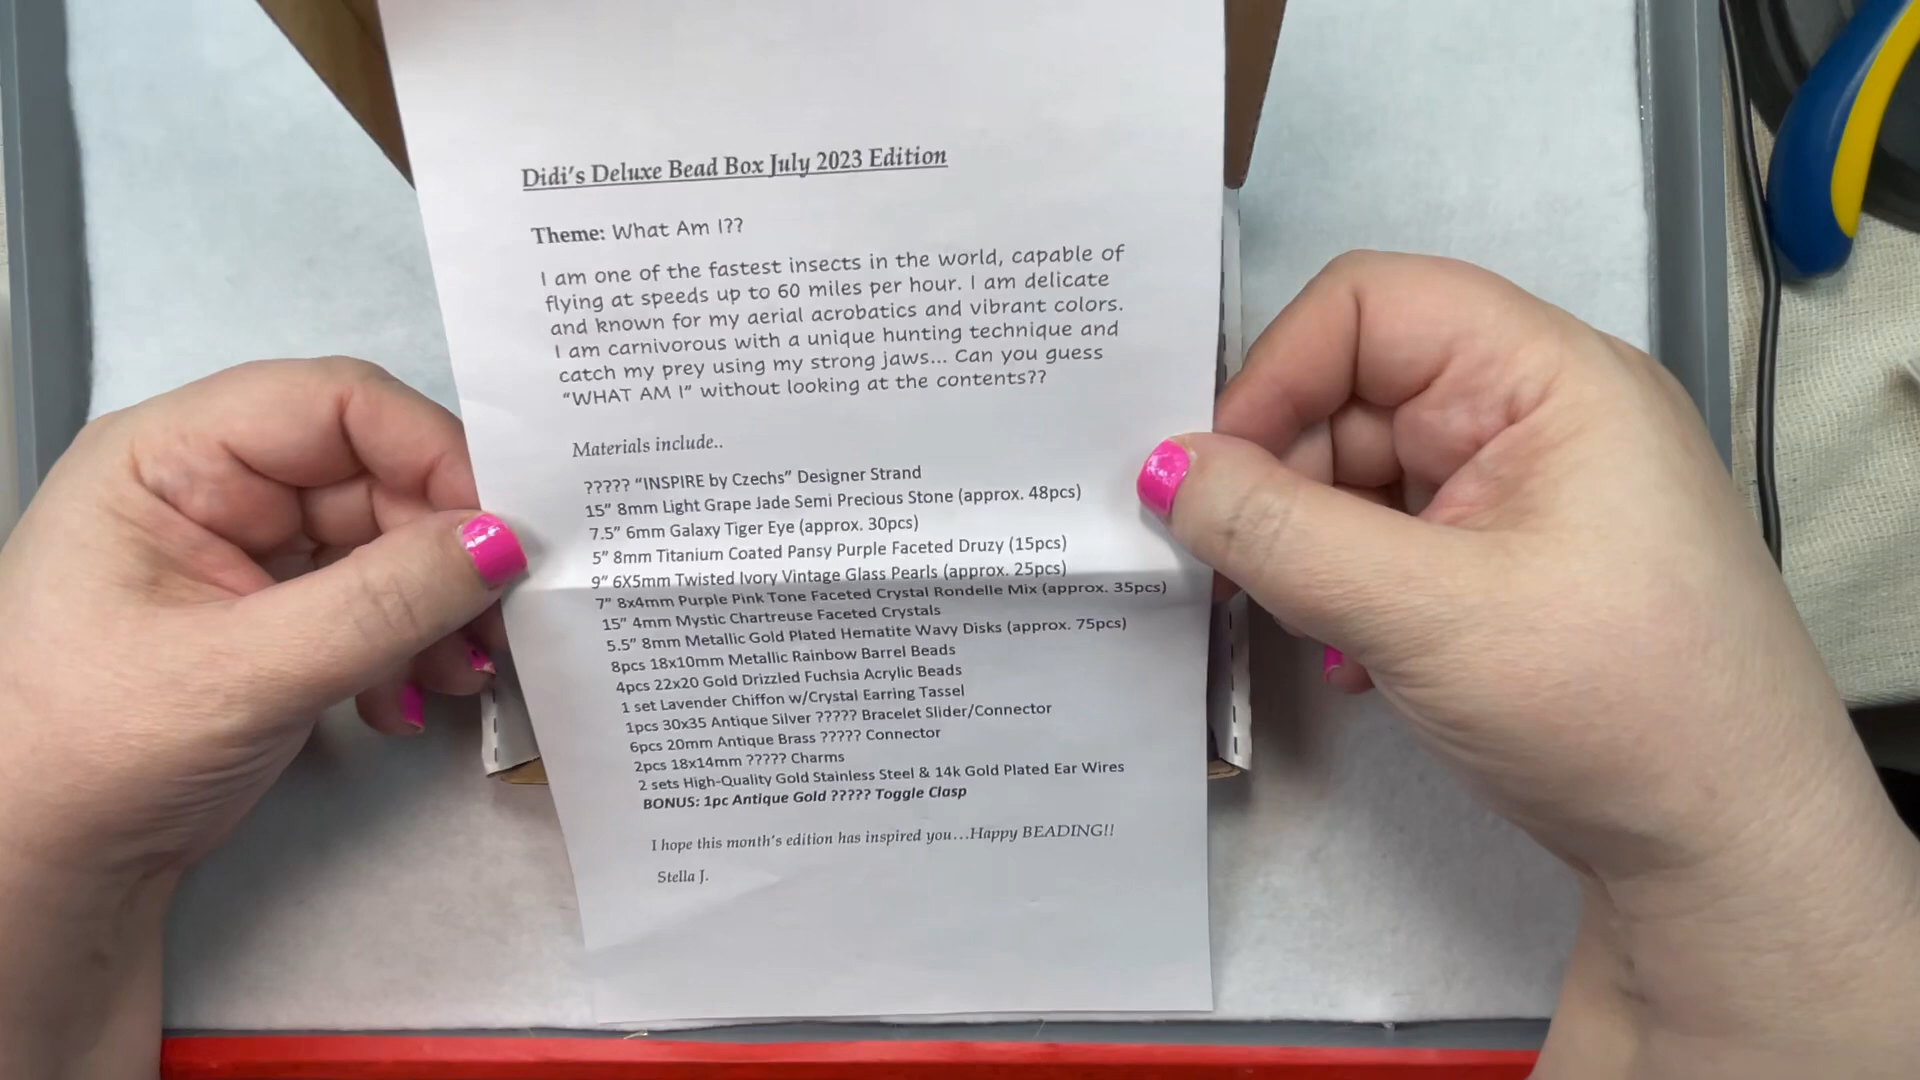 Didi's Deluxe Bead Box July 2023 Edition
Theme: What Am I??
I am one of the fastest insects in the world, capable of
flying at speeds up to 60 miles per hour. I am delicate
and known for my aerial acrobatics and vibrant colors.
I am carnivorous with a unique hunting technique and
catch my prey using my strong jaws... Can you guess
"WHAT AM I" without looking at the contents??
Materials include..
????? "INSPIRE by Czechs" Designer Strand
15" 8mm Light Grape Jade Semi Precious Stone (approx. 48pcs)
7.5" 6mm Galaxy Tiger Eye (approx. 30pcs)
5" 8mm Titanium Coated Pansy Purple Faceted Druzy (15pcs)
9" 6X5mm Twisted Ivory Vintage Glass Pearls (approx. 25pcs)
7" 8x4mm Purple Pink Tone Faceted Crystal Rondelle Mix (approx. 35pcs)
15" 4mm Mystic Chartreuse Faceted Crystals
5.5" 8mm Metallic Gold Plated Hematite Wavy Disks (approx. 75pcs)
8pcs 18x10mm Metallic Rainbow Barrel Beads
4pcs 22x20 Gold Drizzled Fuchsia Acrylic Beads
1 set Lavender Chiffon w/Crystal Earring Tassel
1pcs 30x35 Antique Silver ????? Bracelet Slider/Connector
6pcs 20mm Antique Brass ????? Connector
2pcs 18x14mm ????? Charms
2 sets High-Quality Gold Stainless Steel & 14k Gold Plated Ear Wires
BONUS: 1pc Antique Gold ????? Toggle Clasp
I hope this month's edition has inspired you...Happy BEADING!!
Stella J.